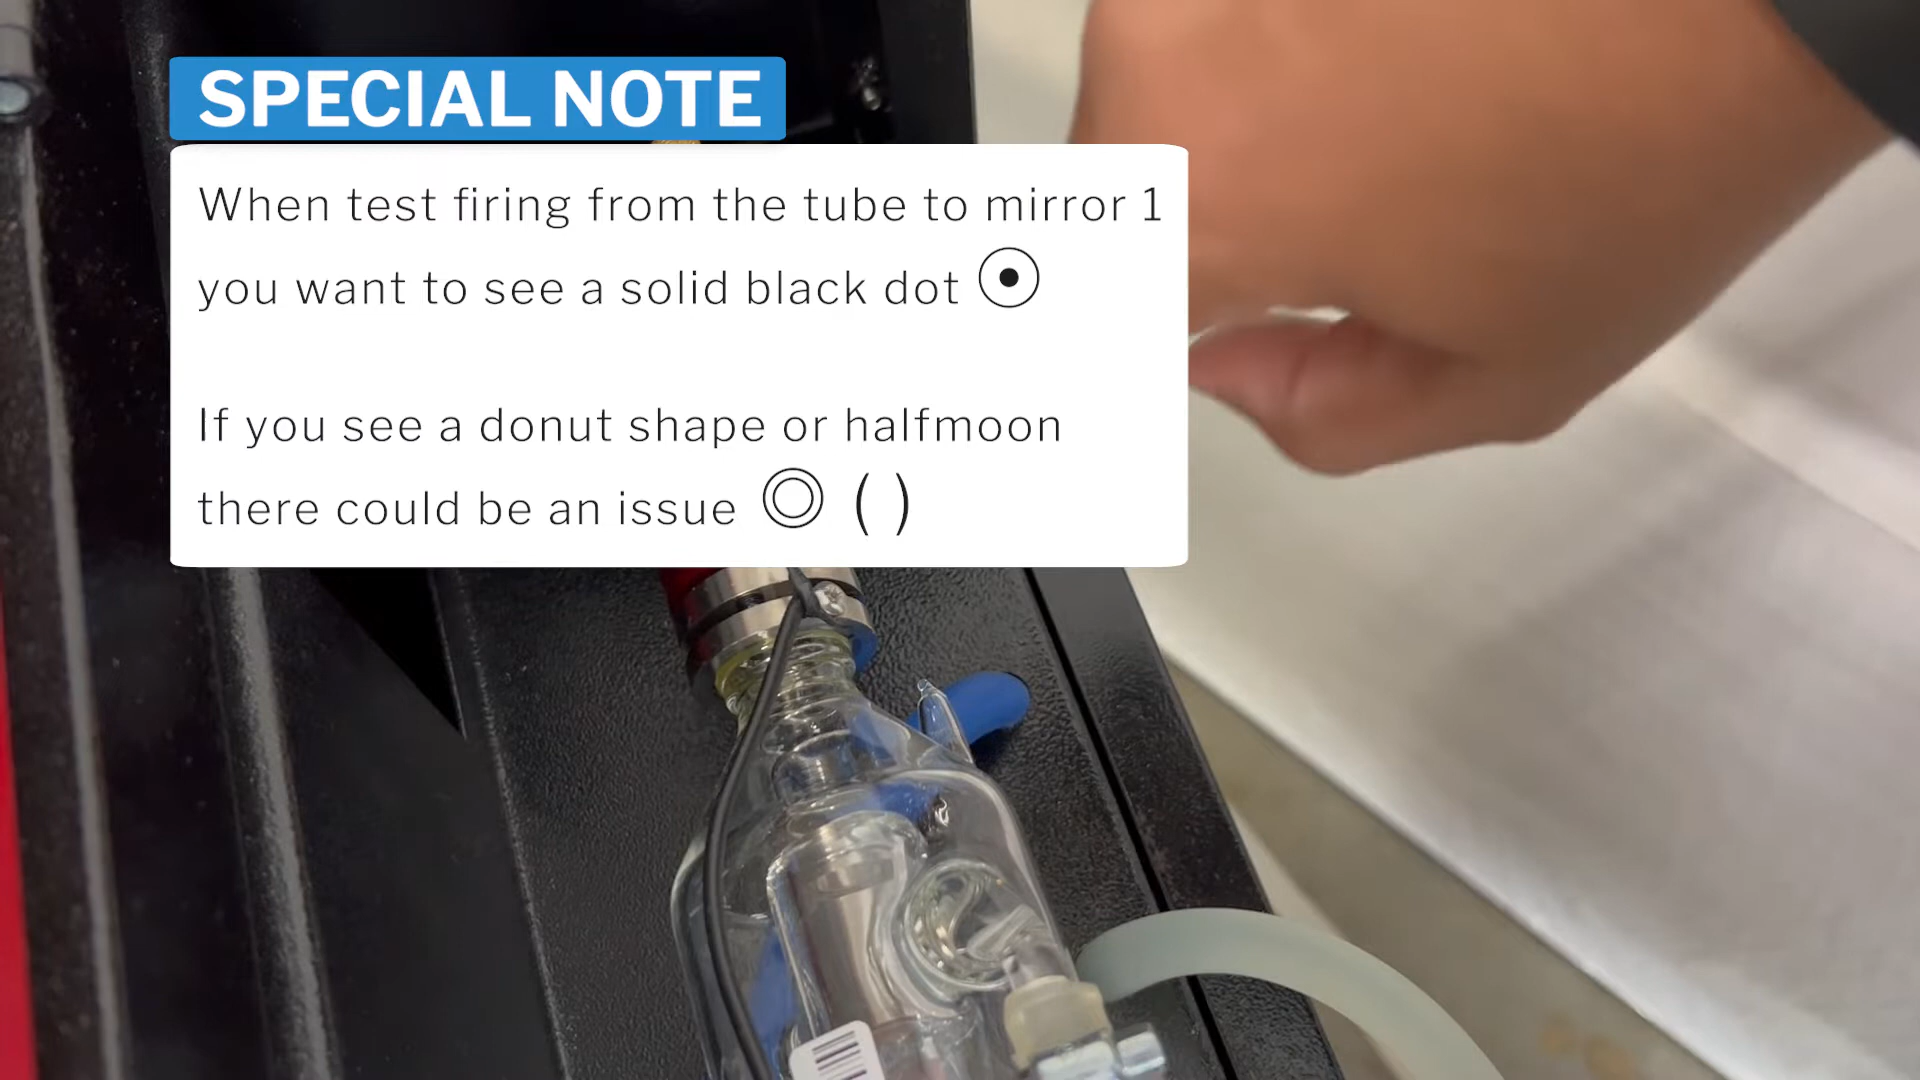 SPECIAL NOTE
When test firing from the tube to mirror 1
you want to see a solid black dot
If you see a donut shape or halfmoon
there could be an issue ( )